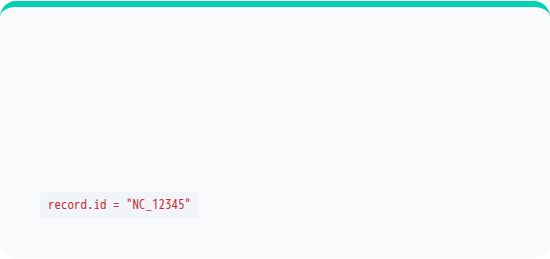 record.id = "NC_12345"